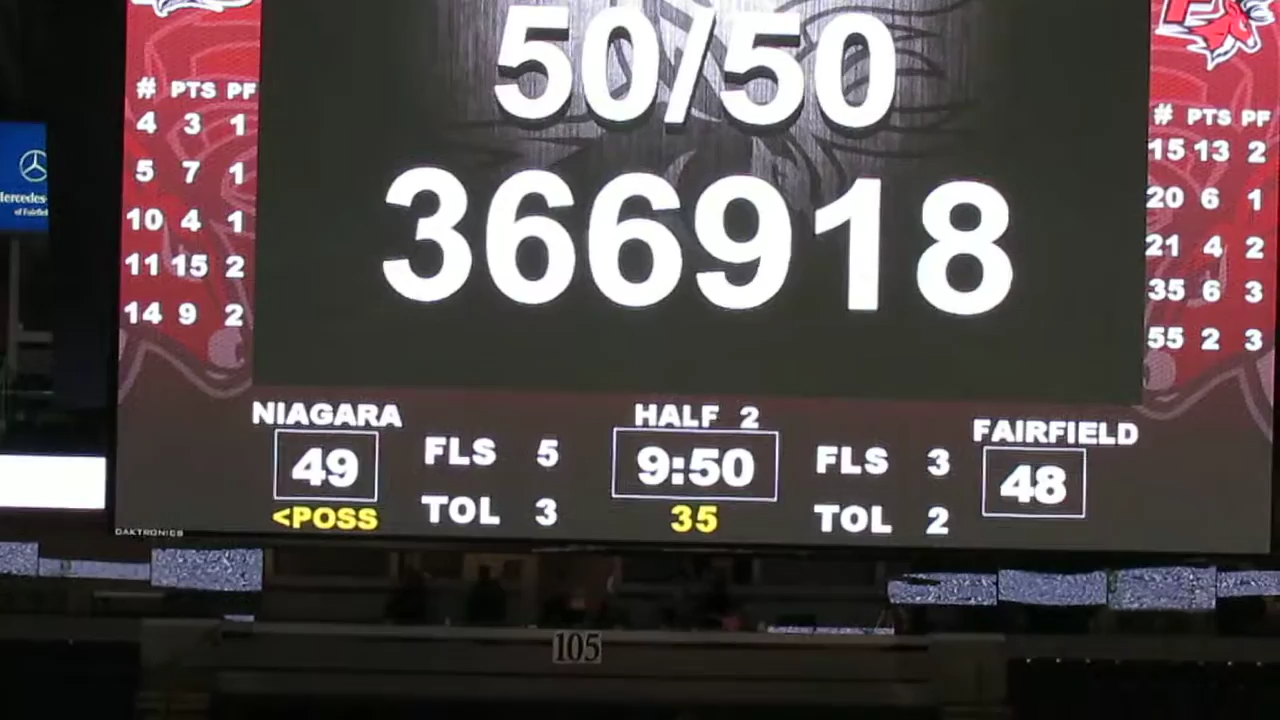 50/50
366918
# PTS PF
4 3 1
5 7 1
10 4 1
11 15 2
14 9 2
# PTS PF
15 13 2
20 6 1
21 4 2
35 6 3
55 2 3
Mercedes-
of Fairfiel
NIAGARA
49
<POSS
FLS 5
TOL 3
HALF 2
9:50
35
FLS 3
TOL 2
FAIRFIELD
48
DAKTRONICS
105